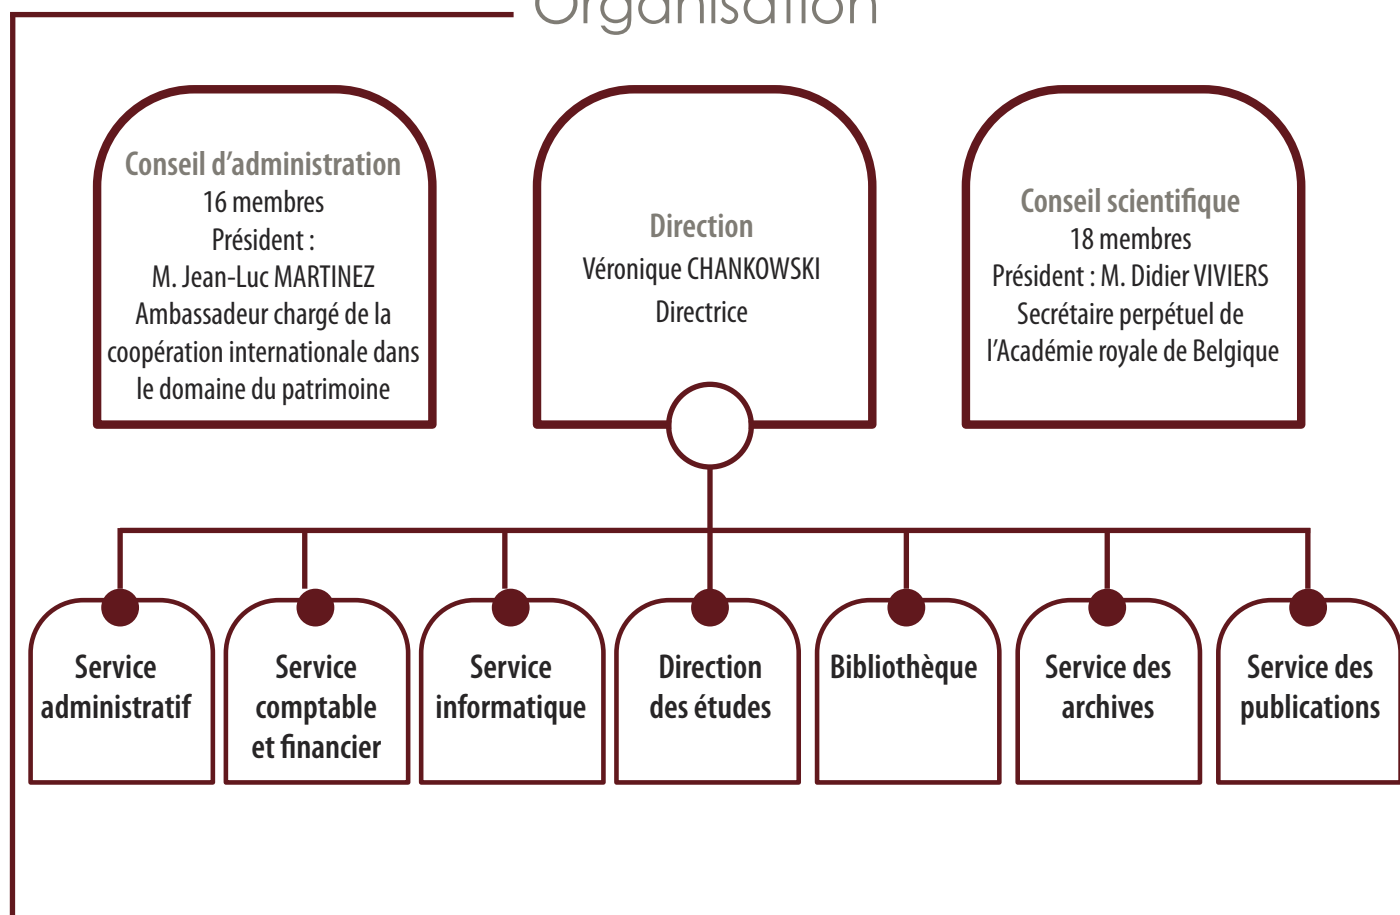 Organisation
Conseil d’administration
16 membres
Président :
M. Jean-Luc MARTINEZ
Ambassadeur chargé de la
coopération internationale dans
le domaine du patrimoine
Direction
Véronique CHANKOWSKI
Directrice
Conseil scientifique
18 membres
Président : M. Didier VIVIERS
Secrétaire perpétuel de
l’Académie royale de Belgique
Service
administratif
Service
comptable
et financier
Service
informatique
Direction
des études
Bibliothèque
Service des
archives
Service des
publications